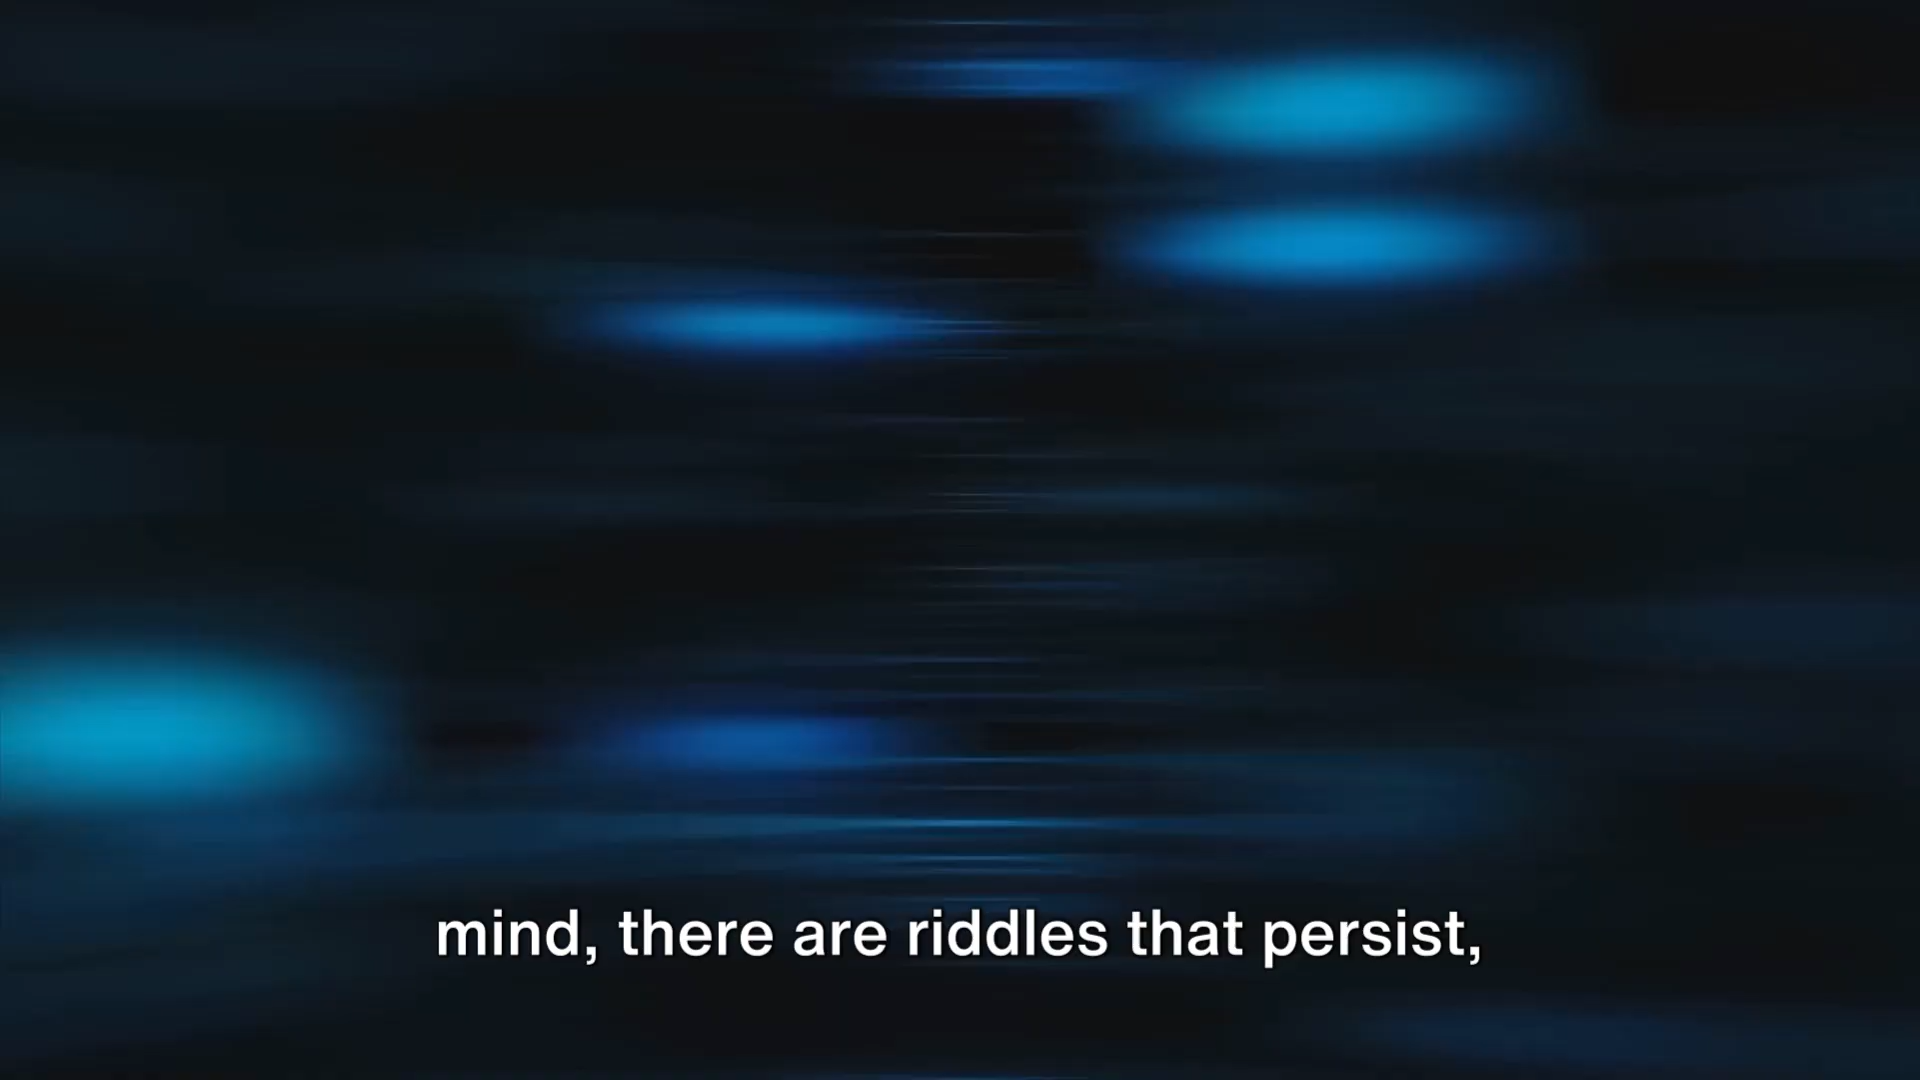 mind, there are riddles that persist,